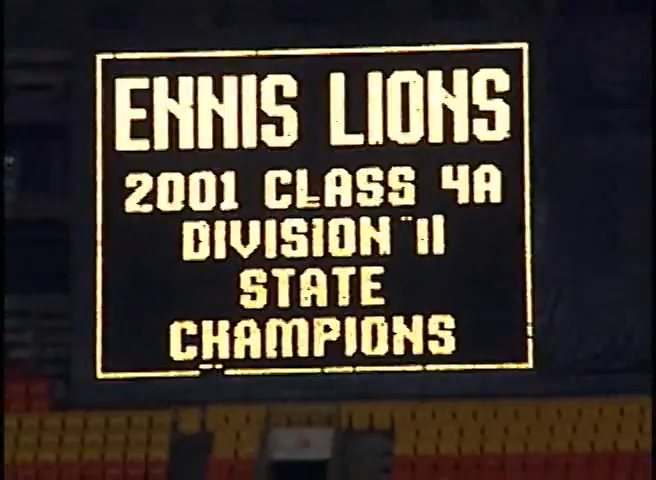 ENNIS LIONS
2001 CLASS 4A
DIVISION II
STATE
CHAMPIONS